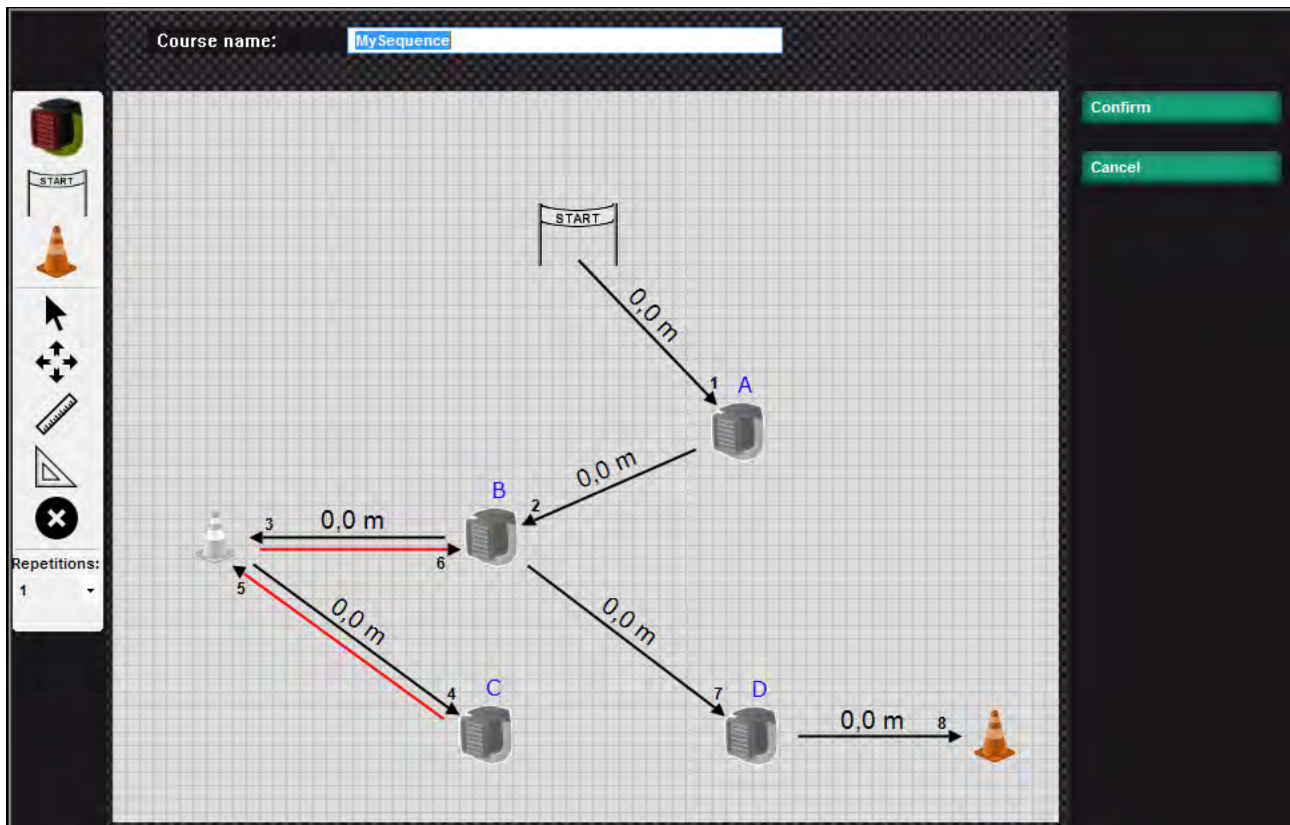 Course name:
MySequence
Confirm
Cancel
START
START
0,0 m
1 A
0,0 m
B
2
3 0,0 m
6
5
0,0 m
0,0 m
Repetitions:
1
4 C
7 D
0,0 m 8